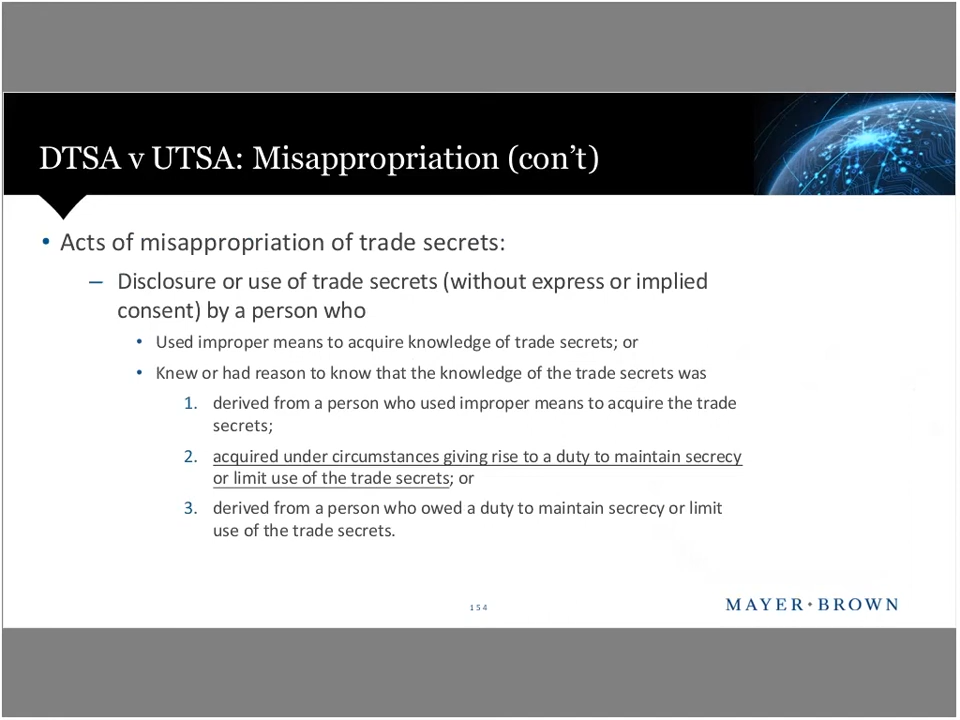 DTSA v UTSA: Misappropriation (con’t)
• Acts of misappropriation of trade secrets:
– Disclosure or use of trade secrets (without express or implied
consent) by a person who
• Used improper means to acquire knowledge of trade secrets; or
• Knew or had reason to know that the knowledge of the trade secrets was
1. derived from a person who used improper means to acquire the trade
secrets;
2. acquired under circumstances giving rise to a duty to maintain secrecy
or limit use of the trade secrets; or
3. derived from a person who owed a duty to maintain secrecy or limit
use of the trade secrets.
154
MAYER•BROWN